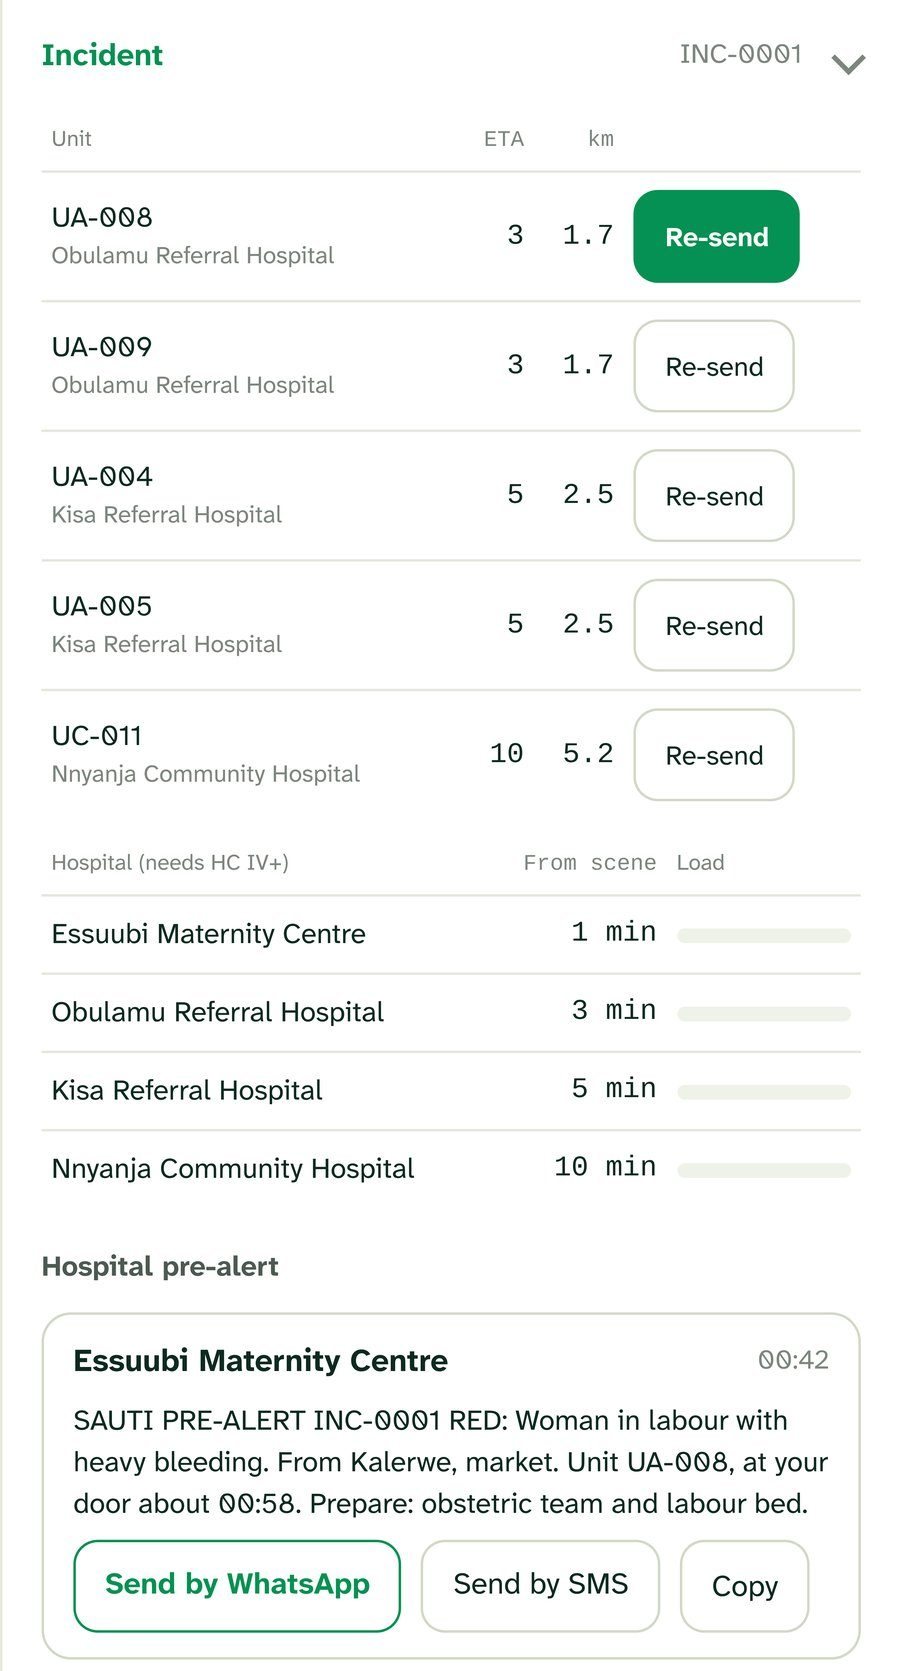 Incident INC-0001
Unit ETA km
UA-008 3 1.7 Re-send
Obulamu Referral Hospital
UA-009 3 1.7 Re-send
Obulamu Referral Hospital
UA-004 5 2.5 Re-send
Kisa Referral Hospital
UA-005 5 2.5 Re-send
Kisa Referral Hospital
UC-011 10 5.2 Re-send
Nnyanja Community Hospital
Hospital (needs HC IV+) From scene Load
Essuubi Maternity Centre 1 min
Obulamu Referral Hospital 3 min
Kisa Referral Hospital 5 min
Nnyanja Community Hospital 10 min
Hospital pre-alert
Essuubi Maternity Centre 00:42
SAUTI PRE-ALERT INC-0001 RED: Woman in labour with
heavy bleeding. From Kalerwe, market. Unit UA-008, at your
door about 00:58. Prepare: obstetric team and labour bed.
Send by WhatsApp Send by SMS Copy